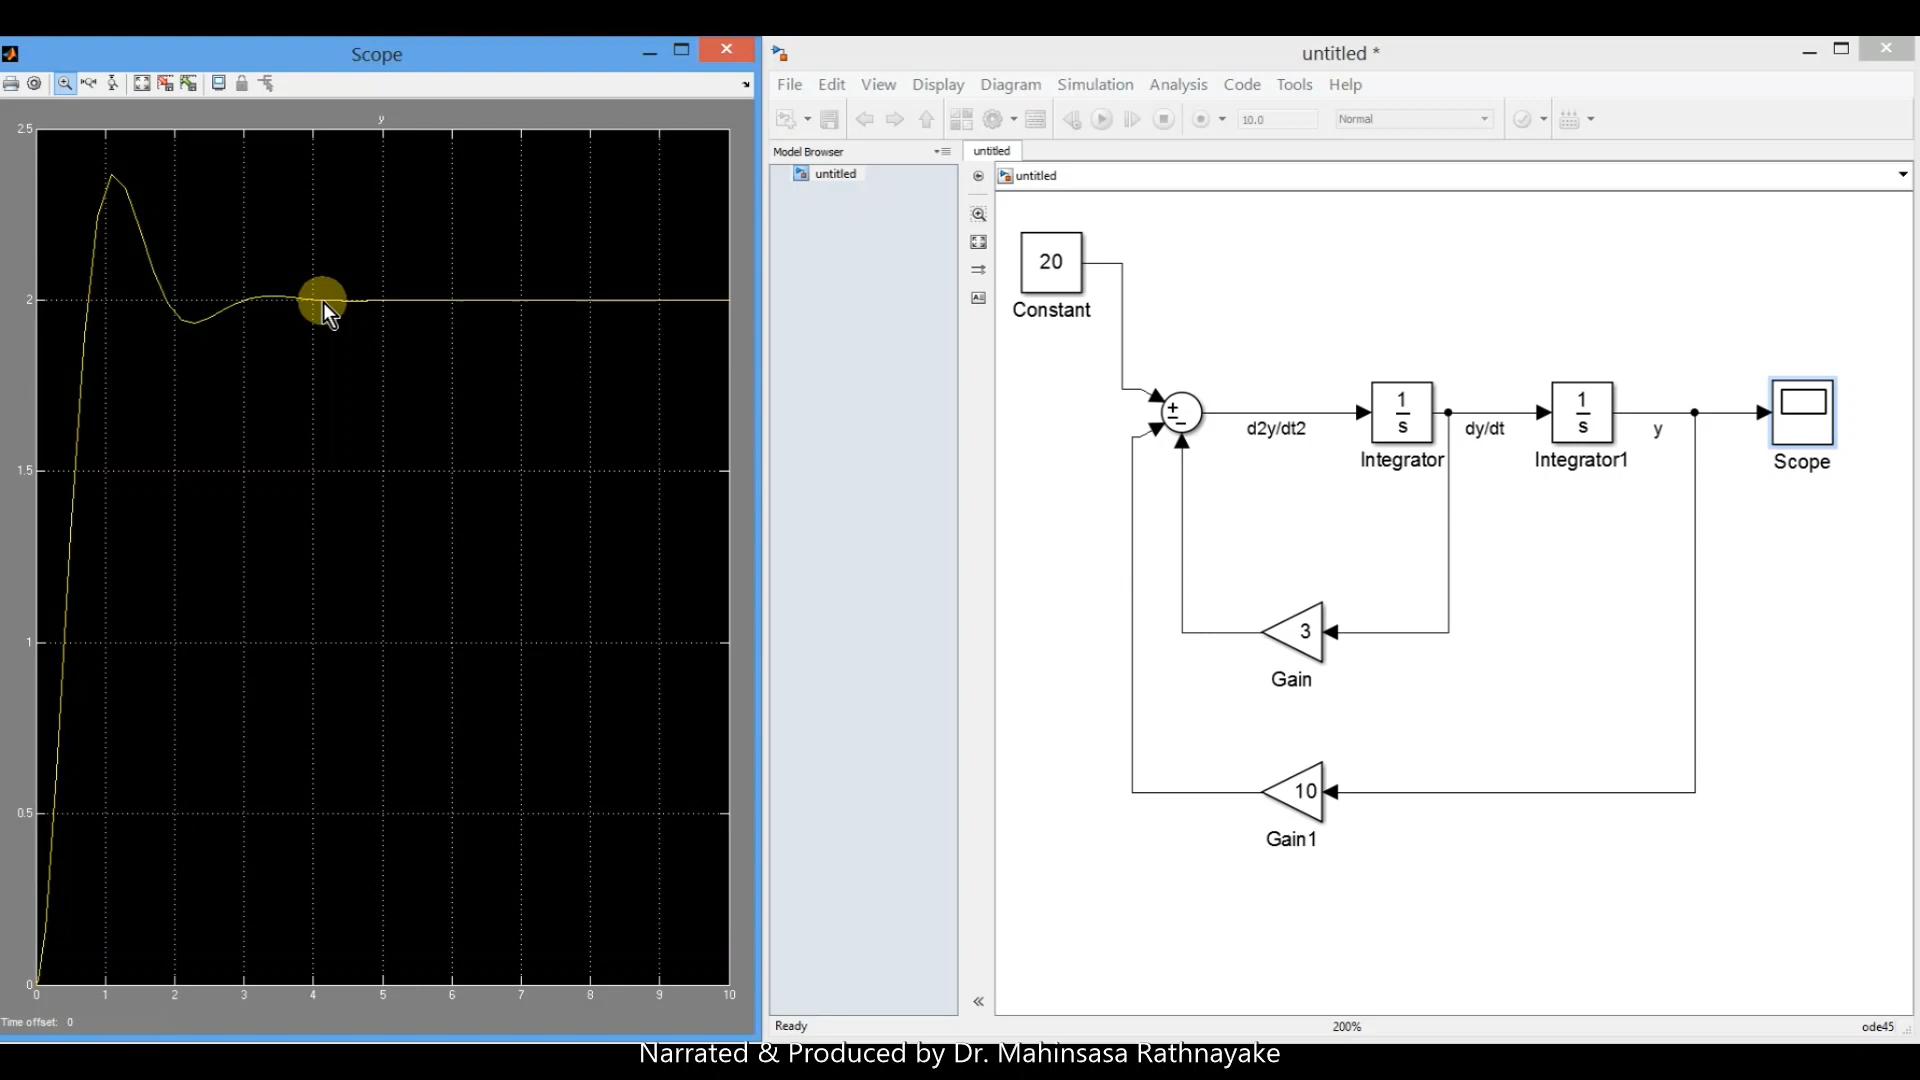 Scope
y
2.5
2
1.5
1
0.5
0
0 1 2 3 4 5 6 7 8 9 10
Time offset: 0
untitled *
File Edit View Display Diagram Simulation Analysis Code Tools Help
10.0 Normal
Model Browser
untitled
untitled
untitled
20
Constant
+
−
−
d2y/dt2
1
s
Integrator
dy/dt
1
s
Integrator1
y
Scope
3
Gain
10
Gain1
Ready
200%
ode45
Narrated & Produced by Dr. Mahinsasa Rathnayake